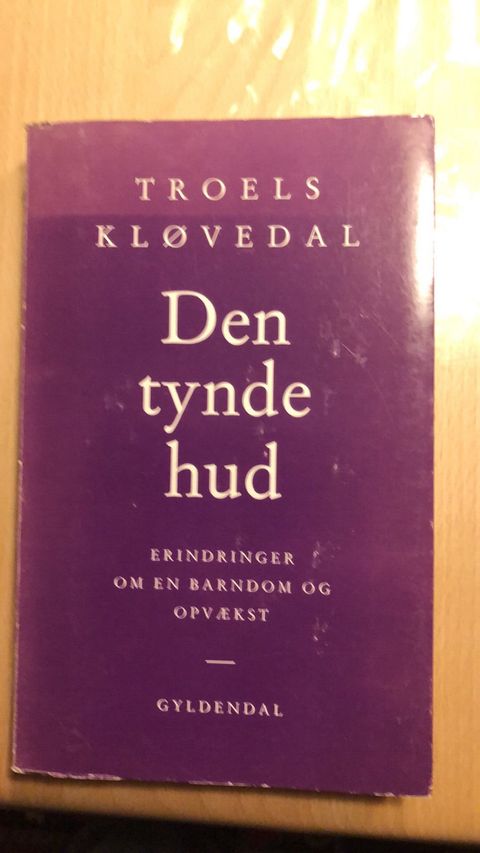 TROELS
KLØVEDAL
Den
tynde
hud
ERINDRINGER
OM EN BARNDOM OG
OPVÆKST
GYLDENDAL